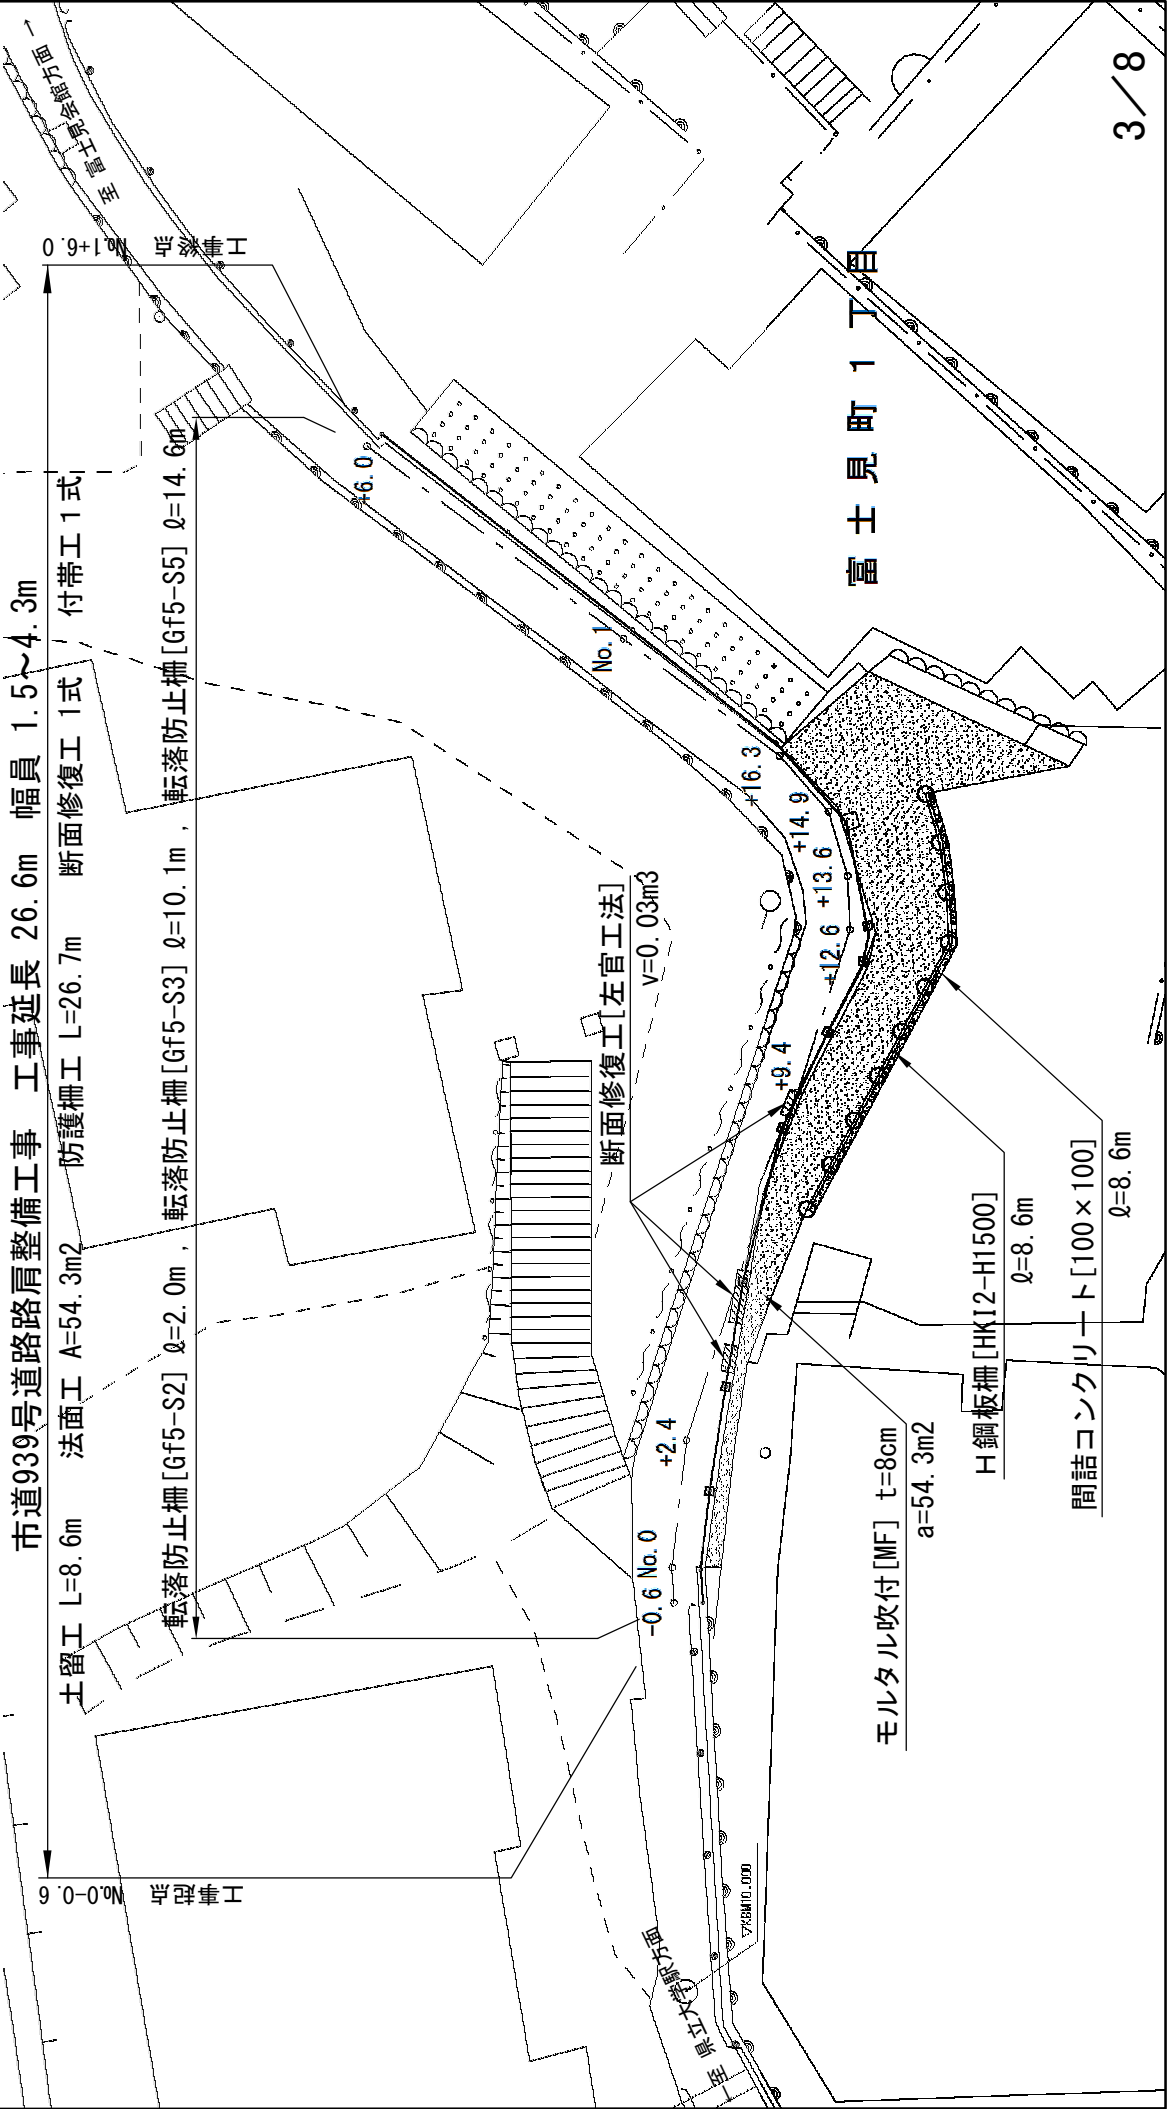 市道939号道路路肩整備工事　工事延長 26.6m　幅員 1.5～4.3m
土留工 L=8.6m　法面工 A=54.3m2　防護柵工 L=26.7m　断面修復工 1式　付帯工 1式
転落防止柵[Gf5-S2] ℓ=2.0m , 転落防止柵[Gf5-S3] ℓ=10.1m , 転落防止柵[Gf5-S5] ℓ=14.6m
工事起点　No.0-0.6
工事終点　No.1+6.0
至 富士見会館方面→
←至 県立大学駅方面
断面修復工[左官工法]
v=0.03m3
-0.6
No.0
+2.4
+9.4
+12.6
+13.6
+14.9
+16.3
No.1
+6.0
▽KBM10.000
モルタル吹付[MF] t=8cm
a=54.3m2
H鋼板柵[HKI2-H1500]
ℓ=8.6m
間詰コンクリート[100×100]
ℓ=8.6m
富士見町1丁目
3／8